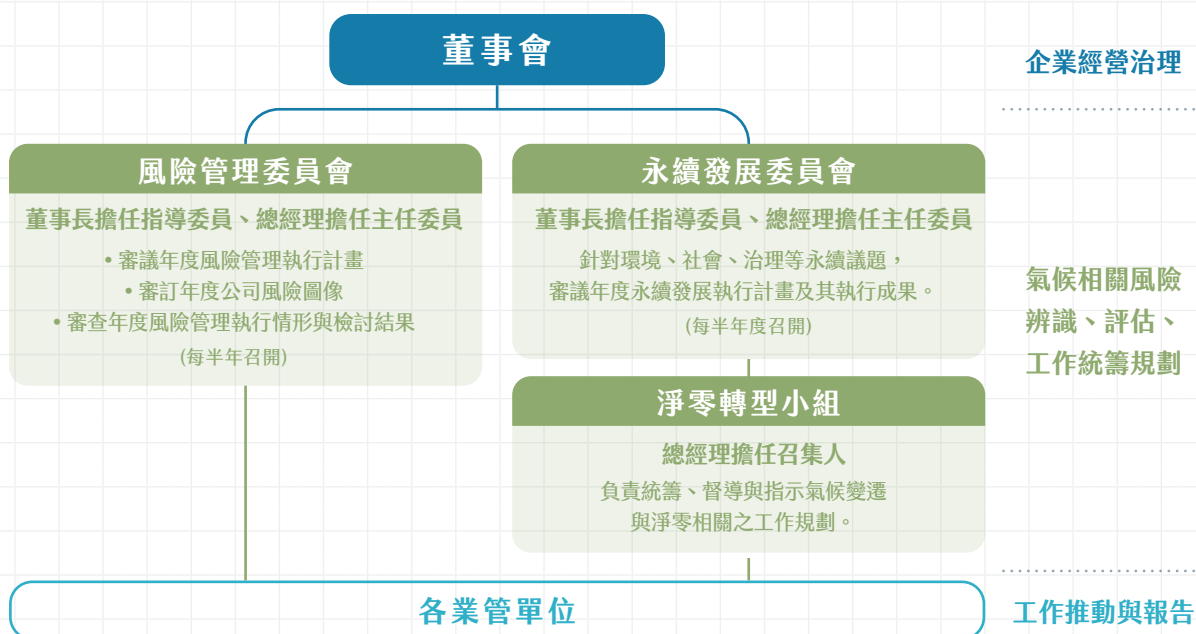 董事會
企業經營治理
風險管理委員會
董事長擔任指導委員、總經理擔任主任委員
•審議年度風險管理執行計畫
•審訂年度公司風險圖像
•審查年度風險管理執行情形與檢討結果
(每半年召開)
永續發展委員會
董事長擔任指導委員、總經理擔任主任委員
針對環境、社會、治理等永續議題，
審議年度永續發展執行計畫及其執行成果。
(每半年度召開)
氣候相關風險
辨識、評估、
工作統籌規劃
淨零轉型小組
總經理擔任召集人
負責統籌、督導與指示氣候變遷
與淨零相關之工作規劃。
各業管單位
工作推動與報告